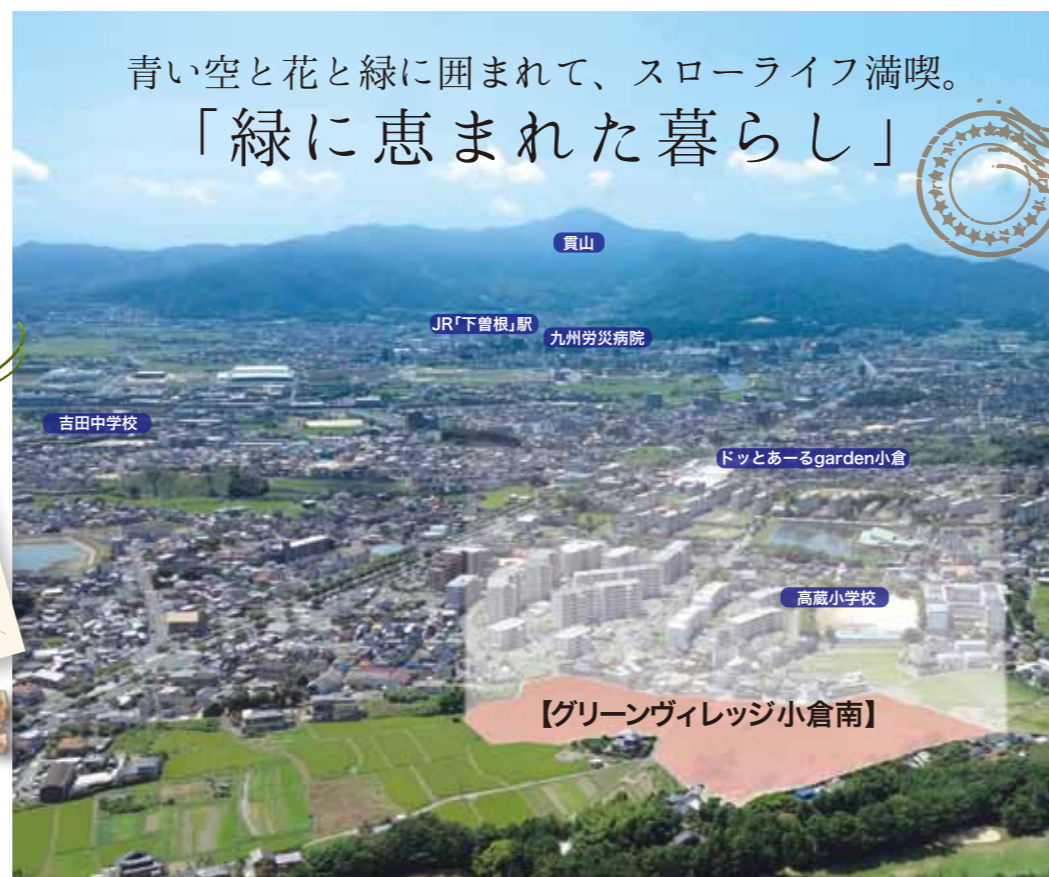 青い空と花と緑に囲まれて、スローライフ満喫。
「緑に恵まれた暮らし」
貫山
JR「下曽根」駅
九州労災病院
吉田中学校
ドッとあーるgarden小倉
高蔵小学校
【グリーンヴィレッジ小倉南】